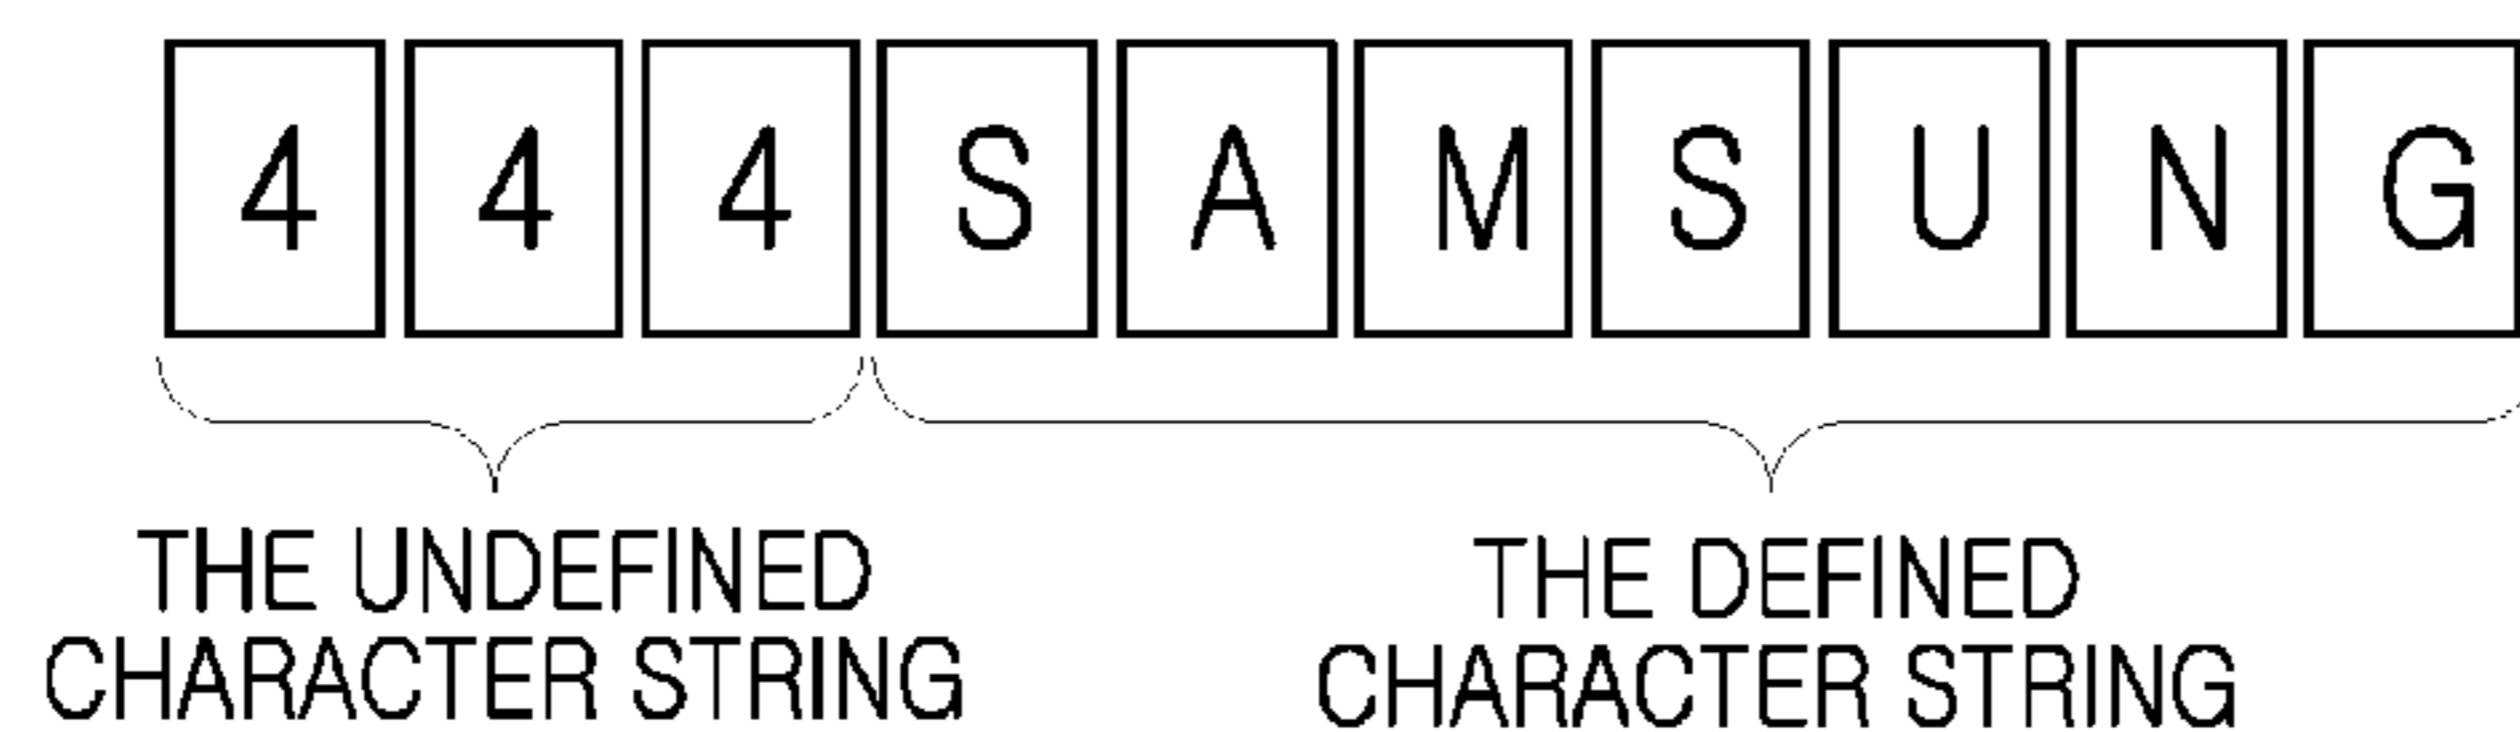 4 4 4 S A M S U N G
THE UNDEFINED
CHARACTER STRING
THE DEFINED
CHARACTER STRING